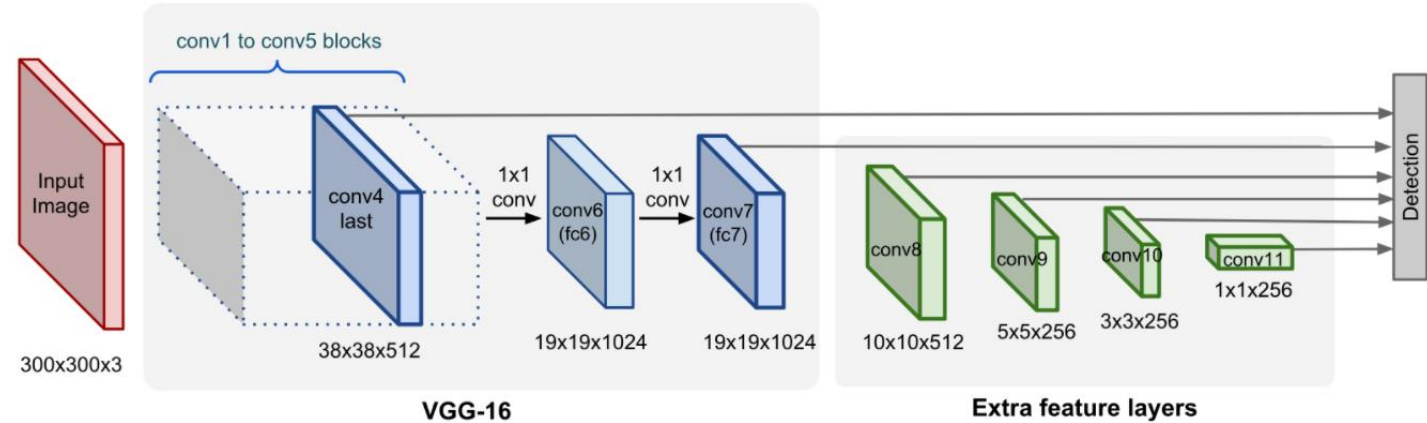 conv1 to conv5 blocks
Input
Image
300x300x3
conv4
last
38x38x512
1x1
conv
conv6
(fc6)
19x19x1024
1x1
conv
conv7
(fc7)
19x19x1024
VGG-16
conv8
10x10x512
conv9
5x5x256
conv10
3x3x256
conv11
1x1x256
Extra feature layers
Detection